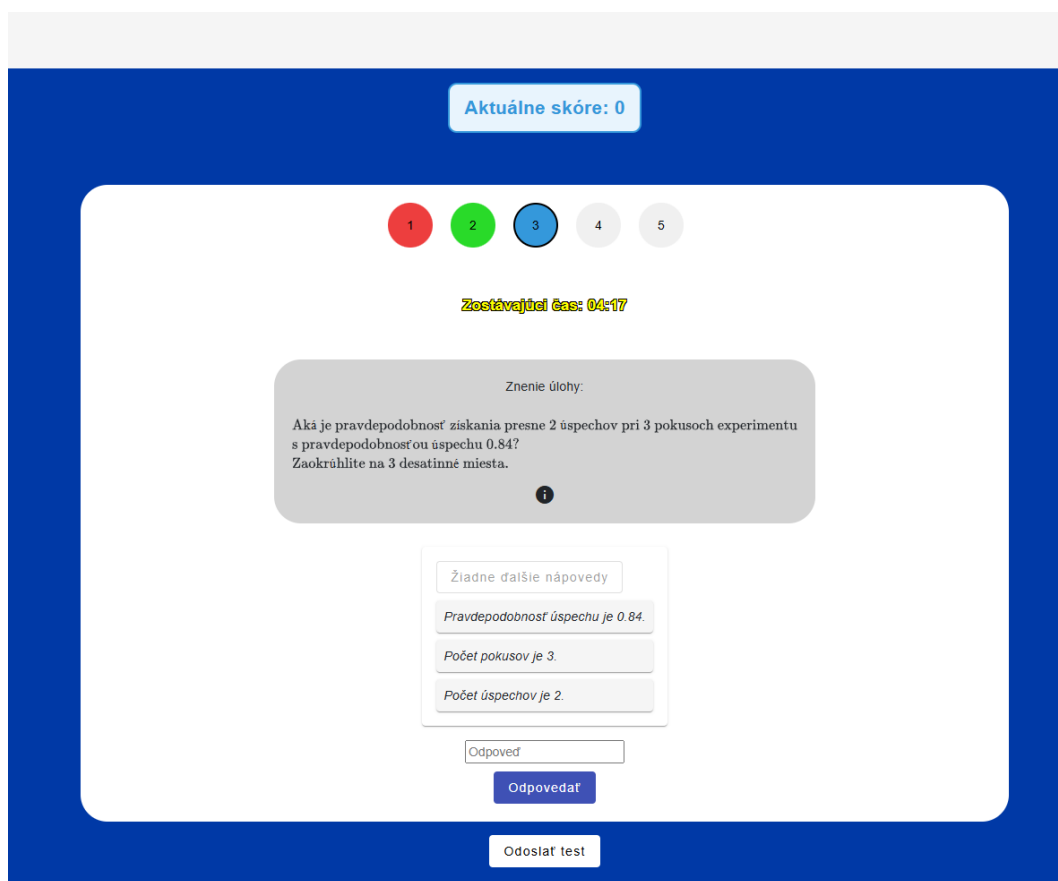 Aktuálne skóre: 0
1 2 3 4 5
Zostávajúci čas: 04:17
Znenie úlohy:
Aká je pravdepodobnosť získania presne 2 úspechov pri 3 pokusoch experimentu
s pravdepodobnosťou úspechu 0.84?
Zaokrúhlite na 3 desatinné miesta.
i
Žiadne ďalšie nápovedy
Pravdepodobnosť úspechu je 0.84.
Počet pokusov je 3.
Počet úspechov je 2.
Odpoveď
Odpovedať
Odoslať test